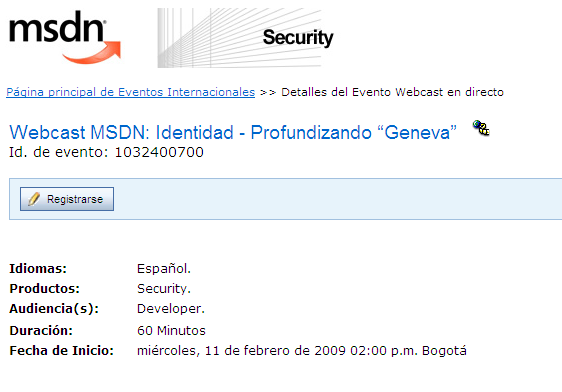 msdn
Security
Página principal de Eventos Internacionales >> Detalles del Evento Webcast en directo
Webcast MSDN: Identidad - Profundizando “Geneva”
Id. de evento: 1032400700
Registrarse
Idiomas: Español.
Productos: Security.
Audiencia(s): Developer.
Duración: 60 Minutos
Fecha de Inicio: miércoles, 11 de febrero de 2009 02:00 p.m. Bogotá